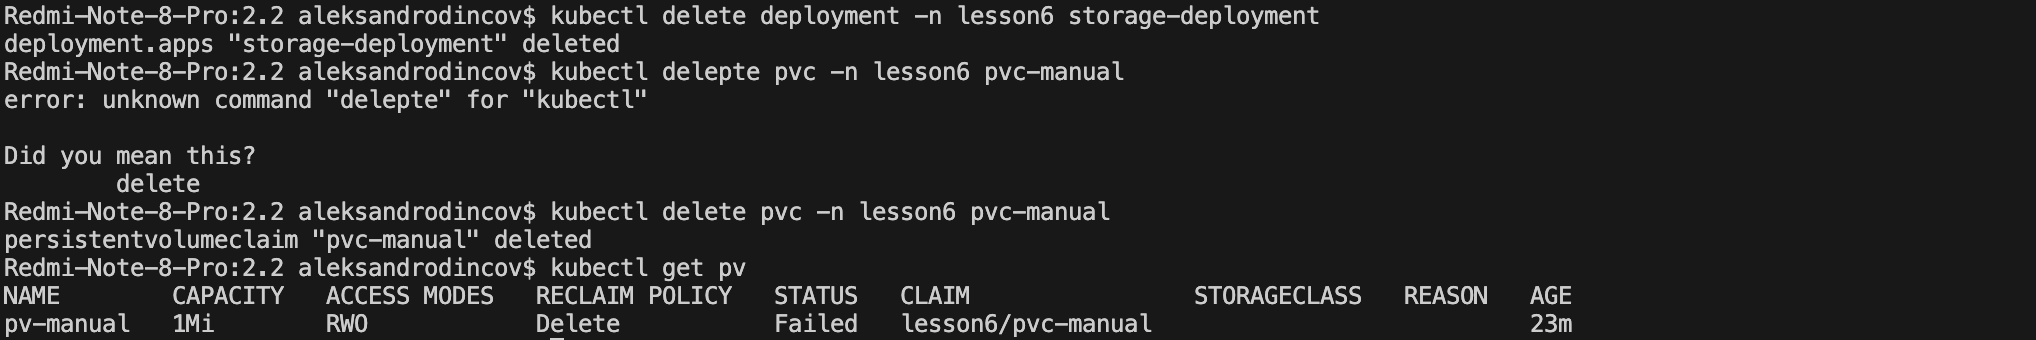 Redmi-Note-8-Pro:2.2 aleksandrodincov$ kubectl delete deployment -n lesson6 storage-deployment
deployment.apps "storage-deployment" deleted
Redmi-Note-8-Pro:2.2 aleksandrodincov$ kubectl delepte pvc -n lesson6 pvc-manual
error: unknown command "delepte" for "kubectl"
Did you mean this?
delete
Redmi-Note-8-Pro:2.2 aleksandrodincov$ kubectl delete pvc -n lesson6 pvc-manual
persistentvolumeclaim "pvc-manual" deleted
Redmi-Note-8-Pro:2.2 aleksandrodincov$ kubectl get pv
NAME CAPACITY ACCESS MODES RECLAIM POLICY STATUS CLAIM STORAGECLASS REASON AGE
pv-manual 1Mi RWO Delete Failed lesson6/pvc-manual 23m